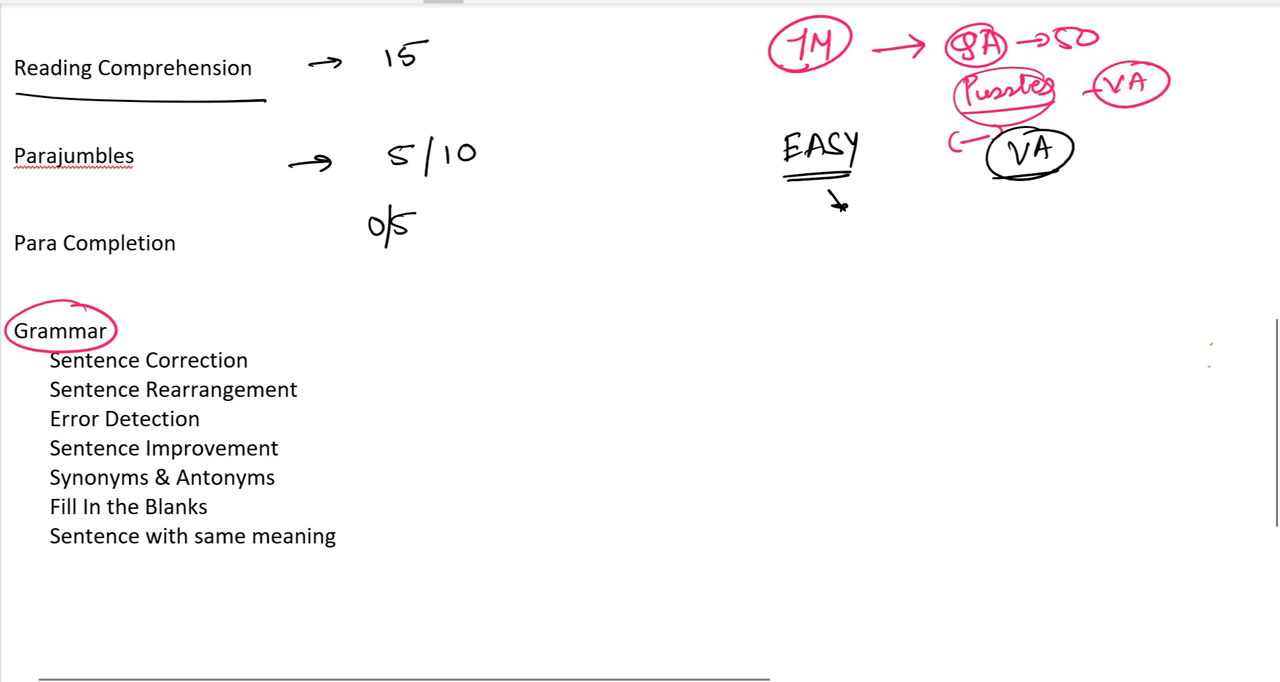 Reading Comprehension → 15
Parajumbles → 5/10
Para Completion 0/5
Grammar
Sentence Correction
Sentence Rearrangement
Error Detection
Sentence Improvement
Synonyms & Antonyms
Fill In the Blanks
Sentence with same meaning
1M → QA → 50
Puzzles - VA
EASY
VA